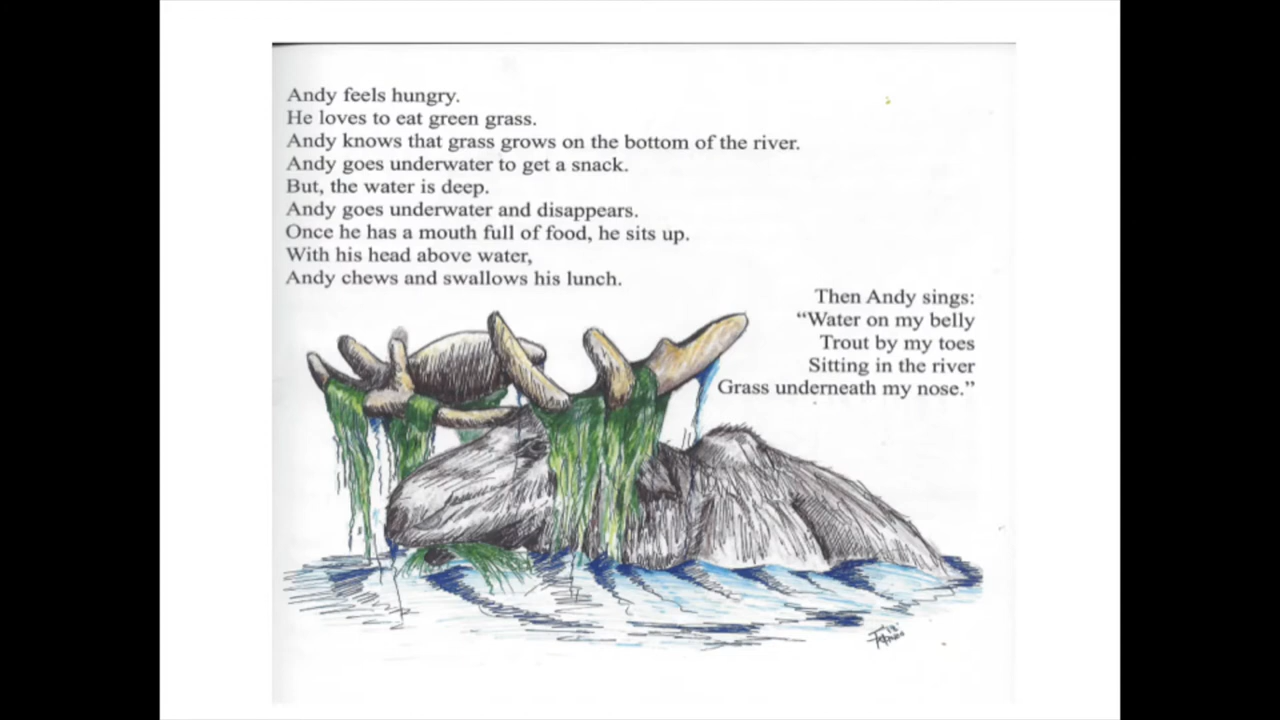 Andy feels hungry.
He loves to eat green grass.
Andy knows that grass grows on the bottom of the river.
Andy goes underwater to get a snack.
But, the water is deep.
Andy goes underwater and disappears.
Once he has a mouth full of food, he sits up.
With his head above water,
Andy chews and swallows his lunch.
Then Andy sings:
“Water on my belly
Trout by my toes
Sitting in the river
Grass underneath my nose.”